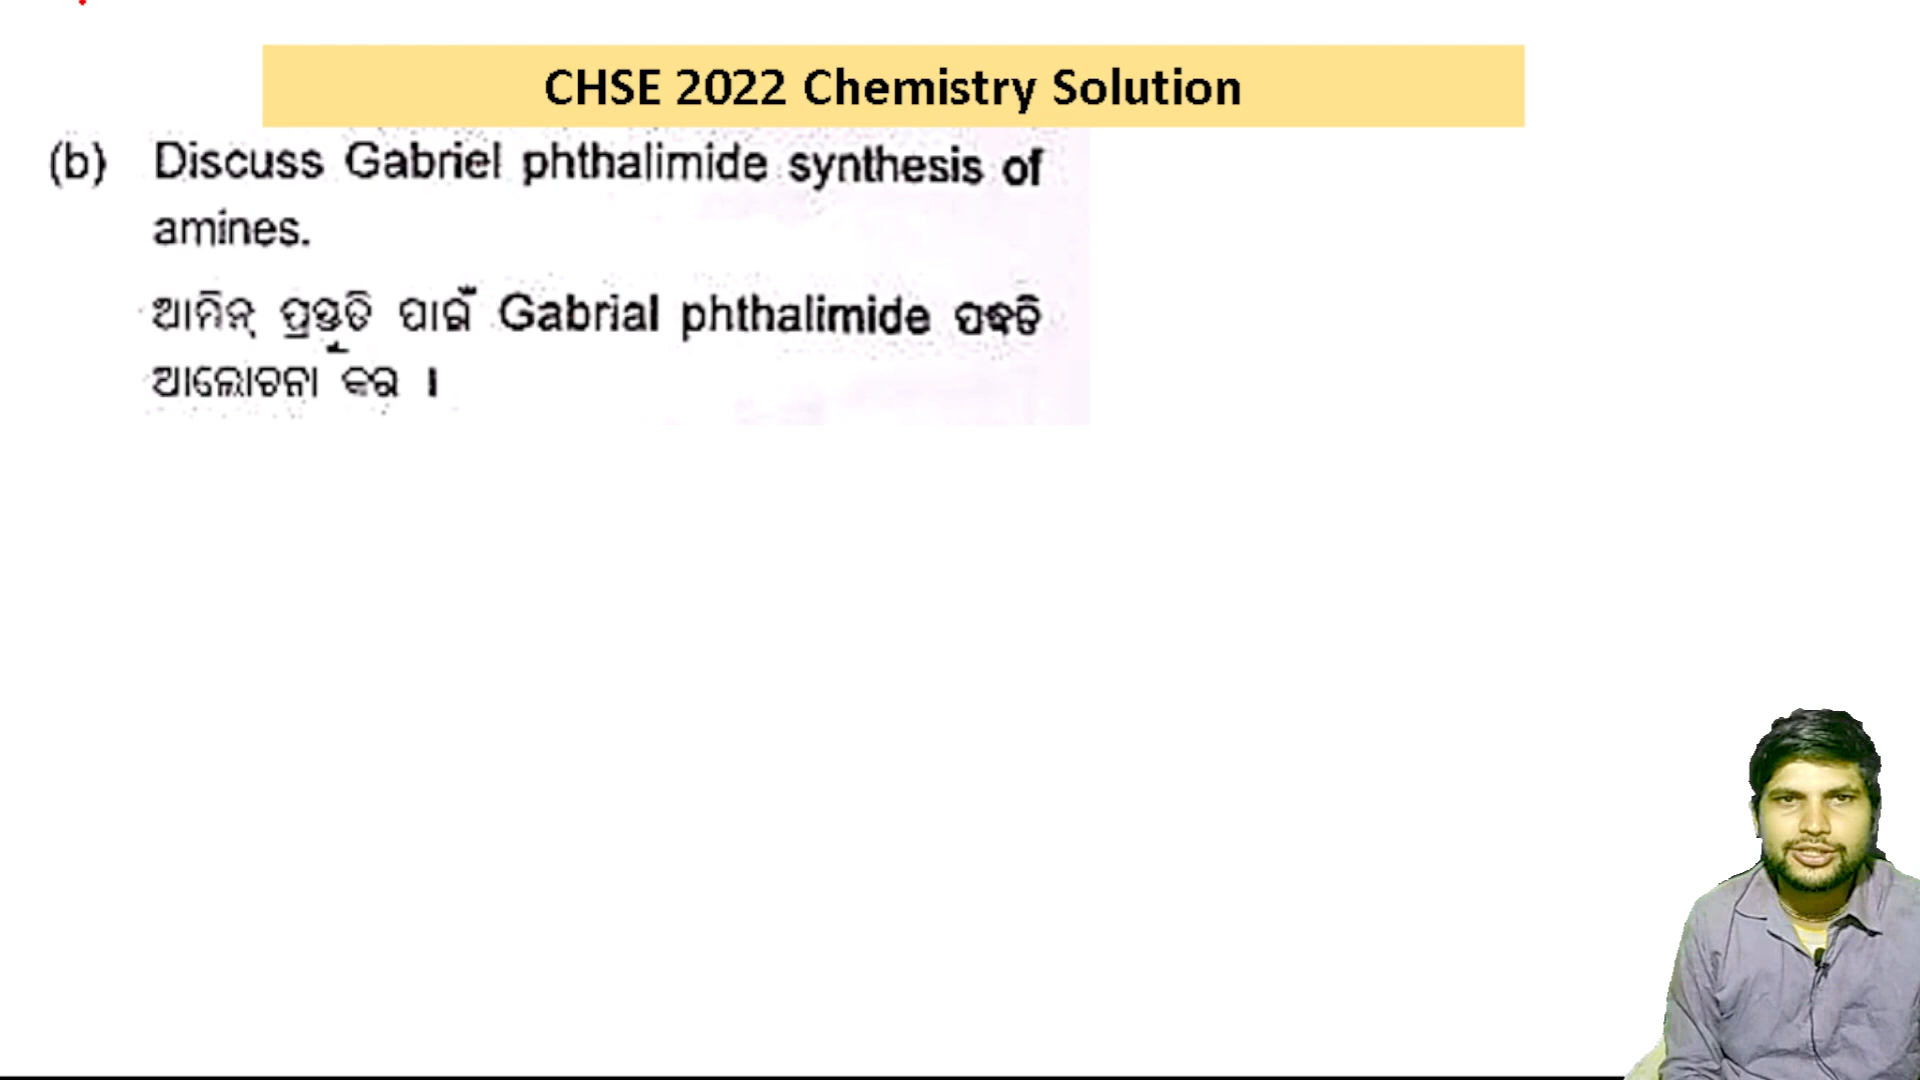 CHSE 2022 Chemistry Solution
(b) Discuss Gabriel phthalimide synthesis of
amines.
ଆମିନ୍ ପ୍ରସ୍ତୁତି ପାଇଁ Gabrial phthalimide ପଦ୍ଧତି
ଆଲୋଚନା କର ।